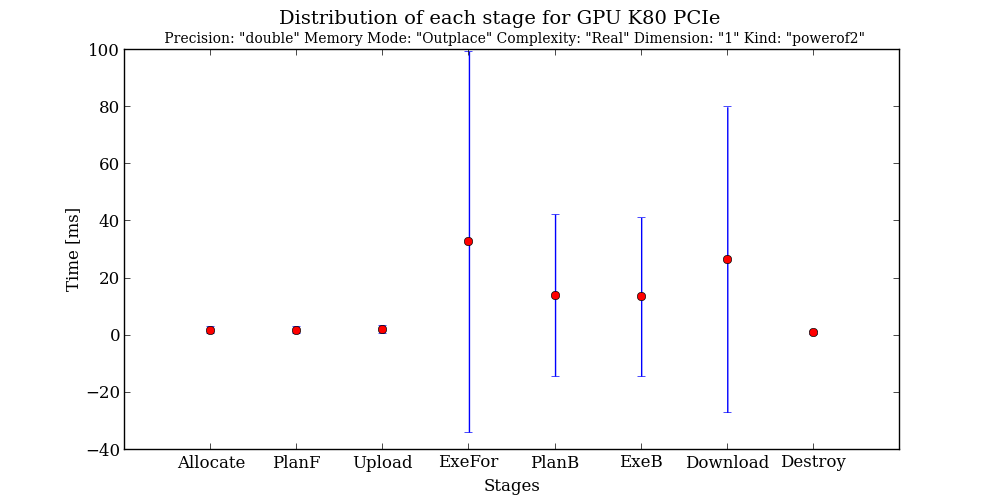 Distribution of each stage for GPU K80 PCIe
Precision: "double" Memory Mode: "Outplace" Complexity: "Real" Dimension: "1" Kind: "powerof2"
100
80
60
40
20
0
−20
−40
Time [ms]
Allocate PlanF Upload ExeFor PlanB ExeB Download Destroy
Stages